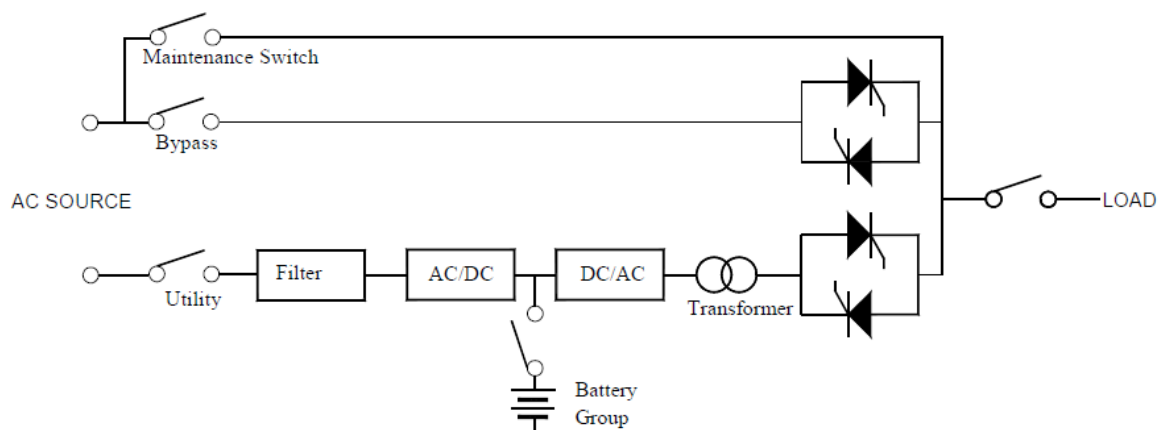 Maintenance Switch
Bypass
AC SOURCE
LOAD
Filter
AC/DC
DC/AC
Utility
Transformer
Battery
Group